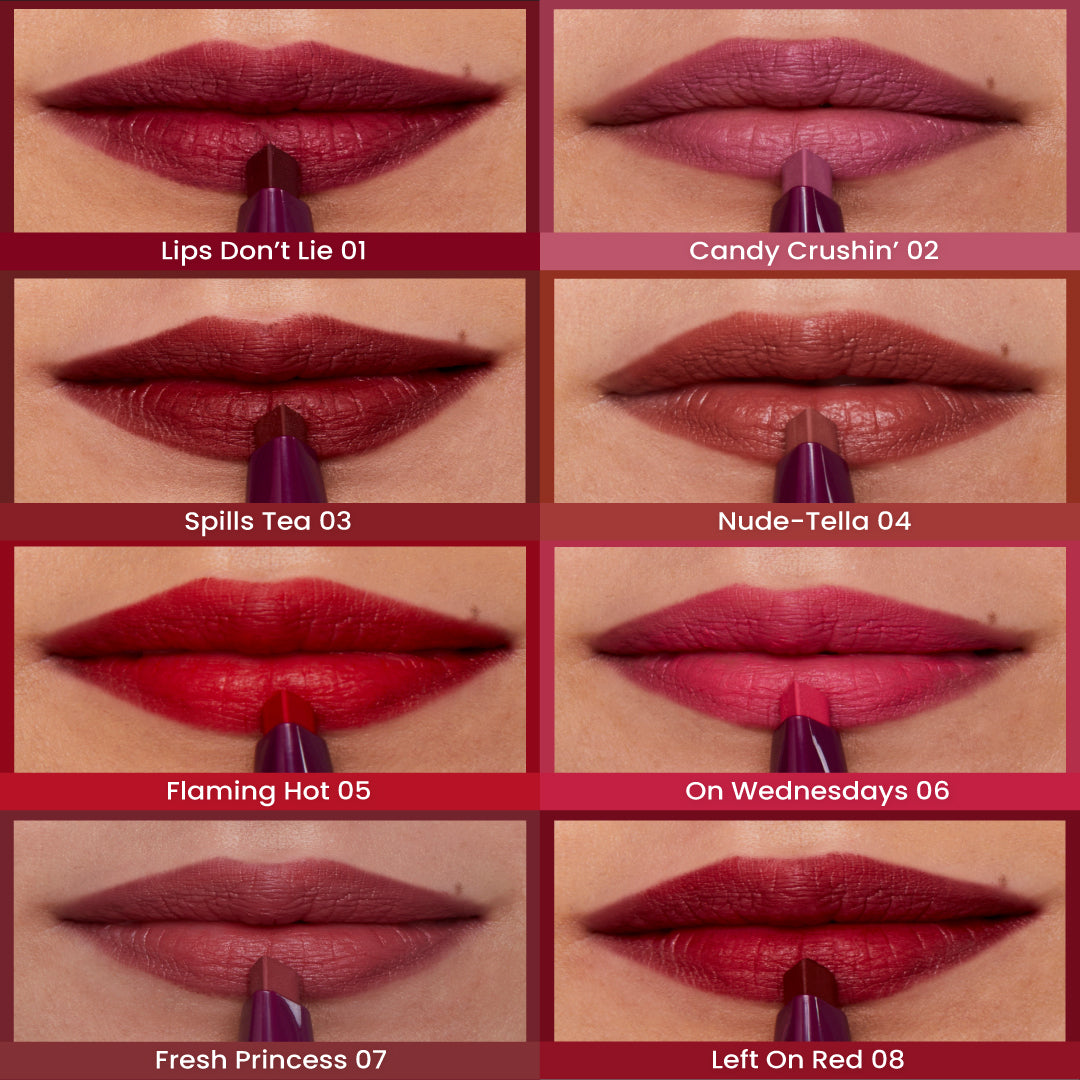 Lips Don’t Lie 01
Candy Crushin’ 02
Spills Tea 03
Nude-Tella 04
Flaming Hot 05
On Wednesdays 06
Fresh Princess 07
Left On Red 08